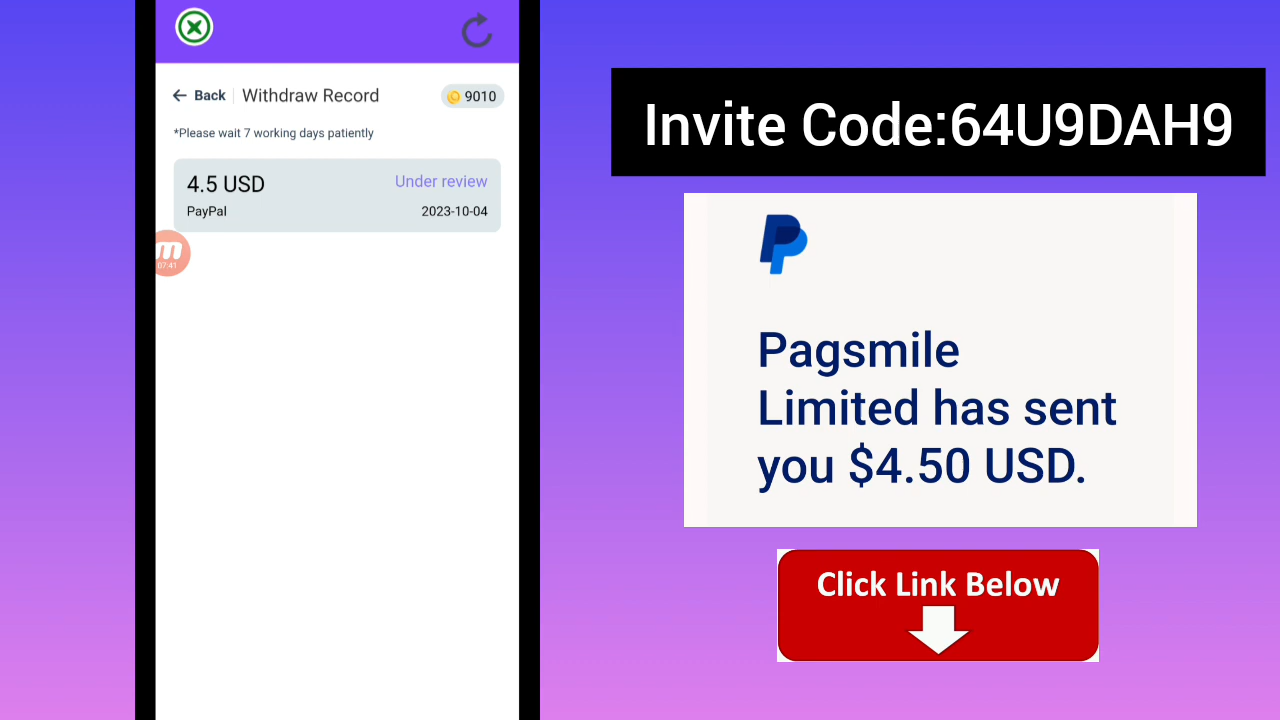 Back
Withdraw Record
9010
*Please wait 7 working days patiently
4.5 USD
Under review
PayPal
2023-10-04
m
07:41
Invite Code:64U9DAH9
Pagsmile
Limited has sent
you $4.50 USD.
Click Link Below